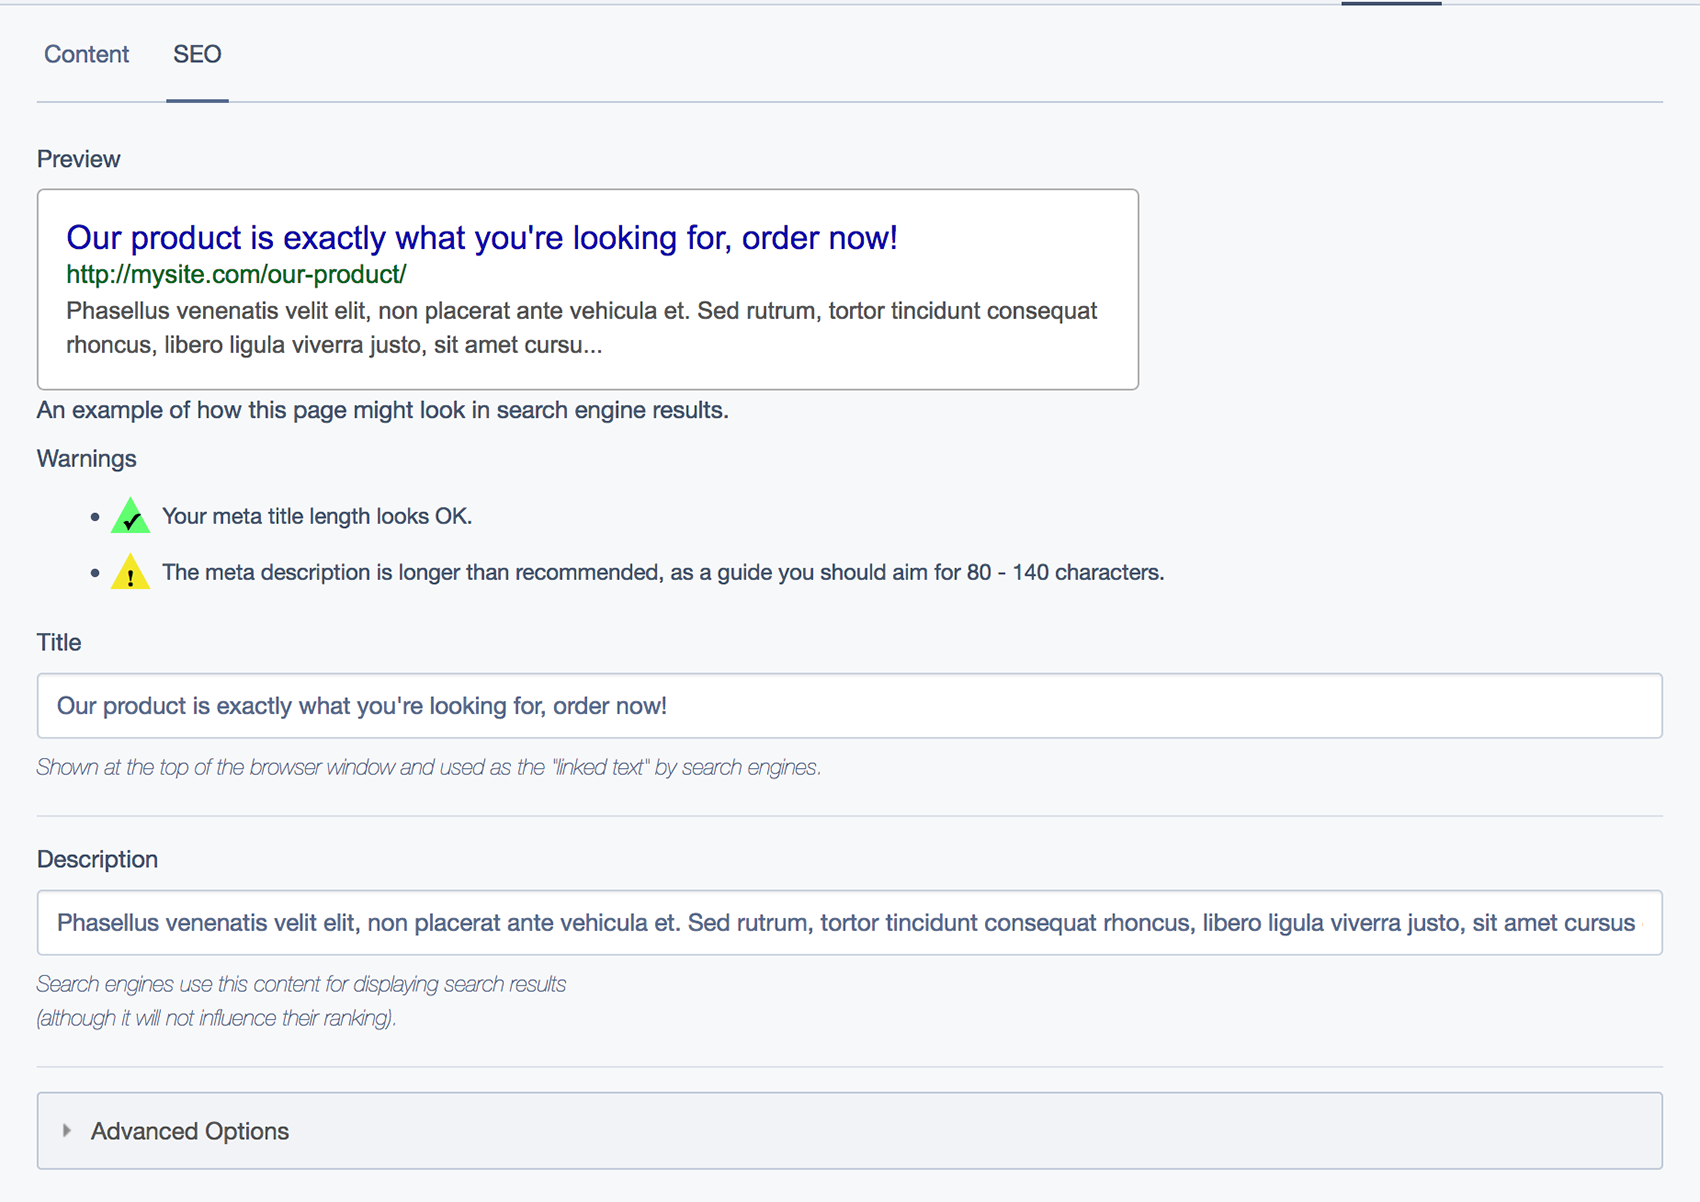 Content SEO
Preview
Our product is exactly what you're looking for, order now!
http://mysite.com/our-product/
Phasellus venenatis velit elit, non placerat ante vehicula et. Sed rutrum, tortor tincidunt consequat
rhoncus, libero ligula viverra justo, sit amet cursu...
An example of how this page might look in search engine results.
Warnings
Your meta title length looks OK.
The meta description is longer than recommended, as a guide you should aim for 80 - 140 characters.
Title
Our product is exactly what you're looking for, order now!
Shown at the top of the browser window and used as the "linked text" by search engines.
Description
Phasellus venenatis velit elit, non placerat ante vehicula et. Sed rutrum, tortor tincidunt consequat rhoncus, libero ligula viverra justo, sit amet cursus
Search engines use this content for displaying search results
(although it will not influence their ranking).
Advanced Options